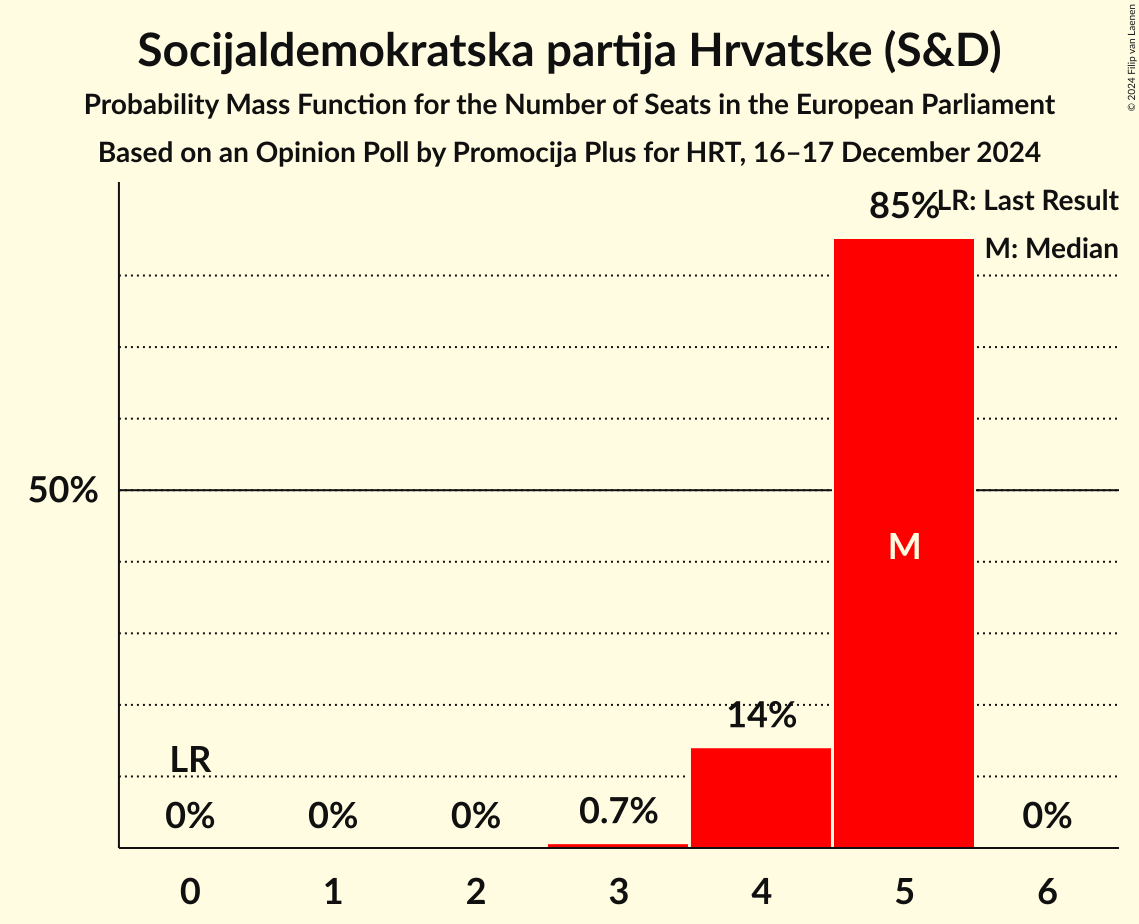 Socijaldemokratska partija Hrvatske (S&D)
Probability Mass Function for the Number of Seats in the European Parliament
Based on an Opinion Poll by Promocija Plus for HRT, 16–17 December 2024
© 2024 Filip van Laenen
LR: Last Result
M: Median
85%
50%
M
14%
LR
0%
0%
0%
0.7%
0%
0
1
2
3
4
5
6